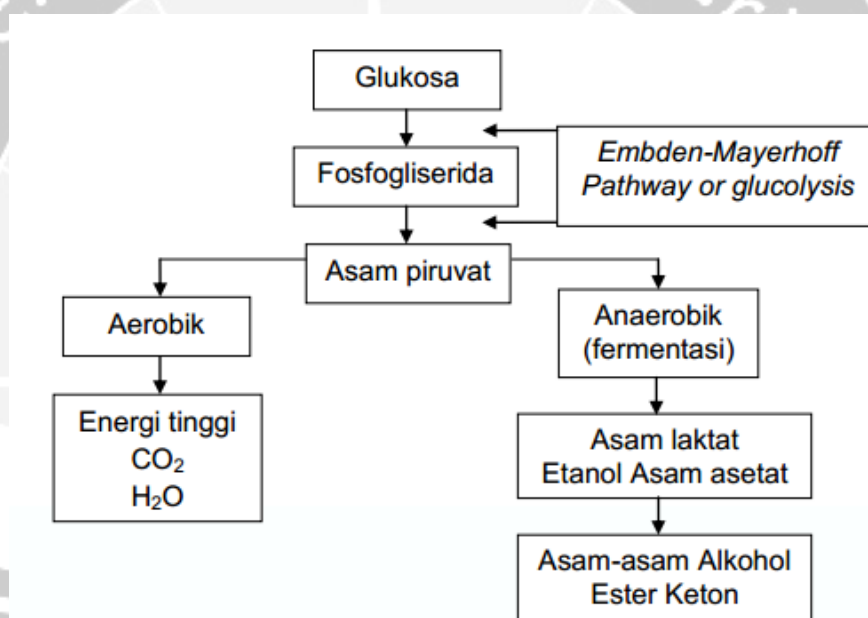 Glukosa
Embden-Mayerhoff
Pathway or glucolysis
Fosfogliserida
Asam piruvat
Aerobik
Anaerobik
(fermentasi)
Energi tinggi
CO₂
H₂O
Asam laktat
Etanol Asam asetat
Asam-asam Alkohol
Ester Keton